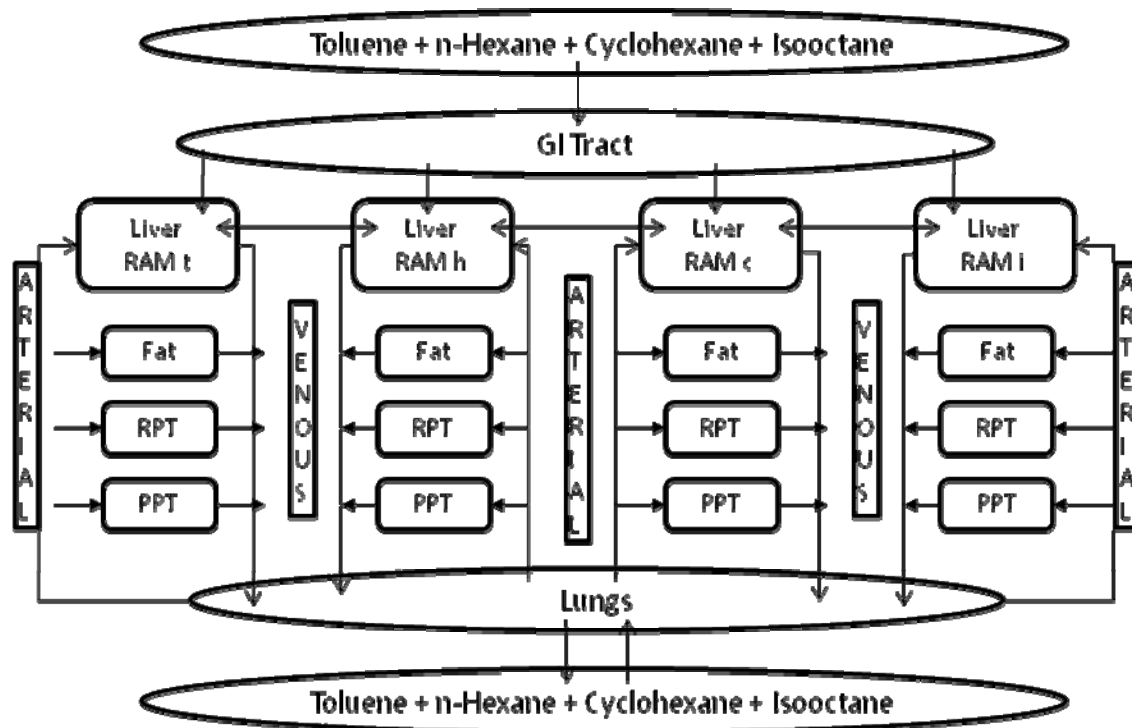 Toluene + n-Hexane + Cyclohexane + Isooctane
GI Tract
Liver
RAM t
Liver
RAM h
Liver
RAM c
Liver
RAM i
ARTERIAL
VENOUS
ARTERIAL
VENOUS
ARTERIAL
Fat
Fat
Fat
Fat
RPT
RPT
RPT
RPT
PPT
PPT
PPT
PPT
Lungs
Toluene + n-Hexane + Cyclohexane + Isooctane